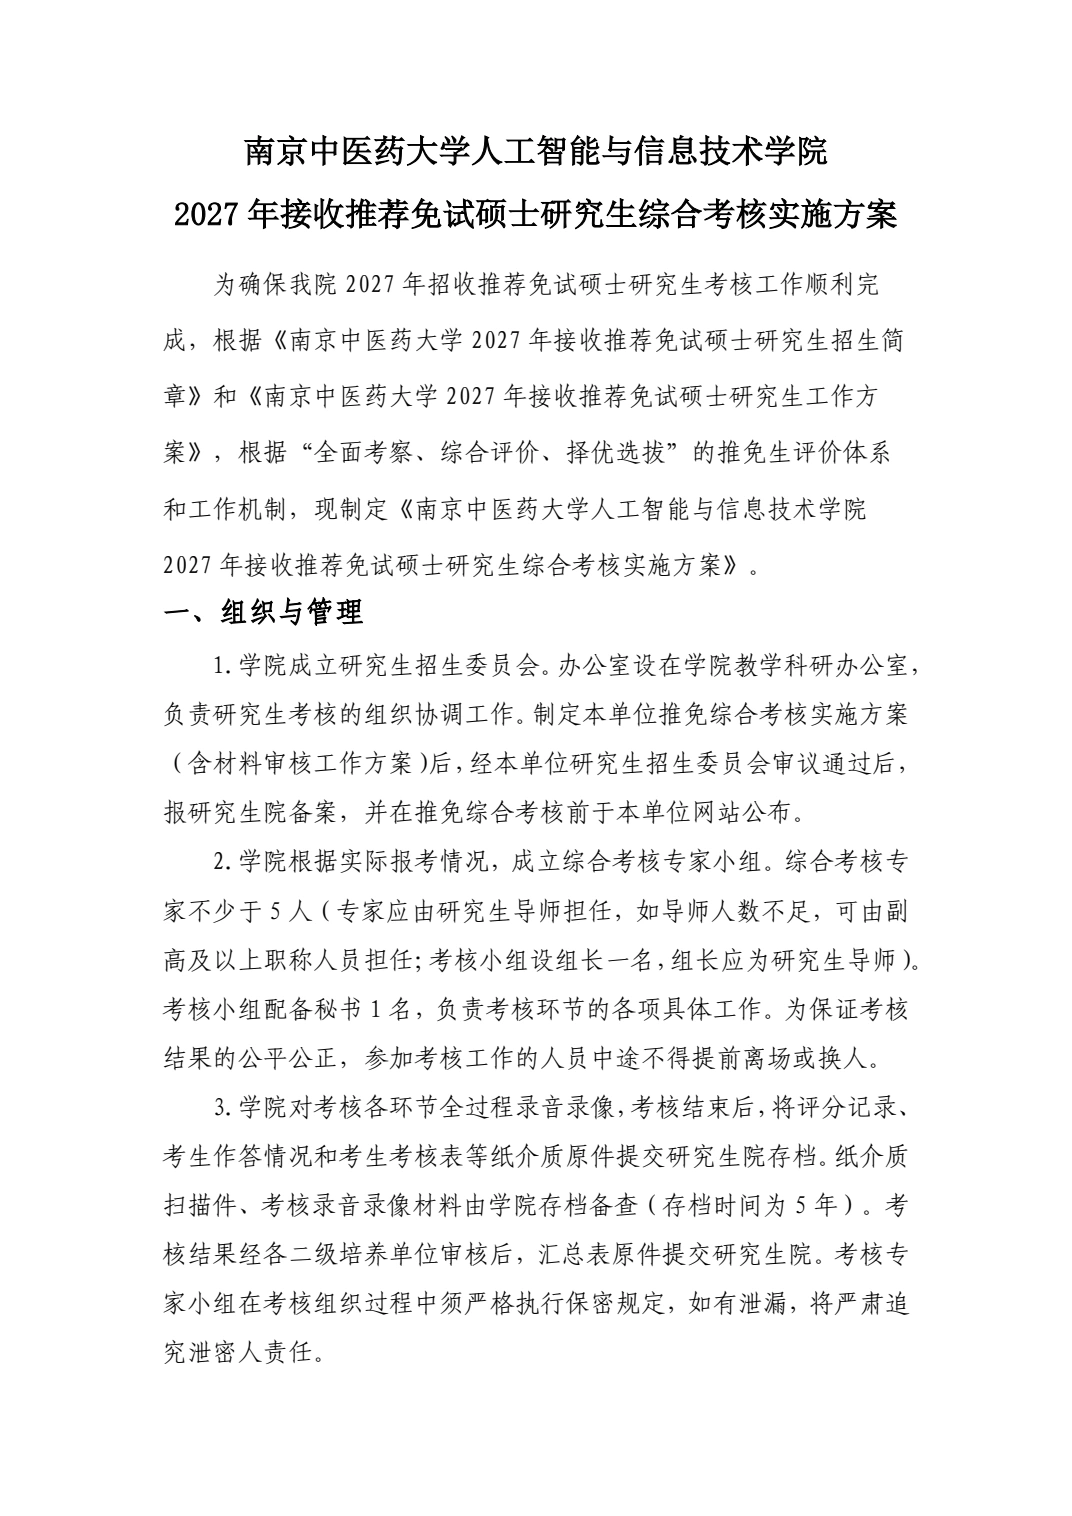 南京中医药大学人工智能与信息技术学院
2027 年接收推荐免试硕士研究生综合考核实施方案
为确保我院 2027 年招收推荐免试硕士研究生考核工作顺利完
成，根据《南京中医药大学 2027 年接收推荐免试硕士研究生招生简
章》和《南京中医药大学 2027 年接收推荐免试硕士研究生工作方
案》，根据“全面考察、综合评价、择优选拔”的推免生评价体系
和工作机制，现制定《南京中医药大学人工智能与信息技术学院
2027 年接收推荐免试硕士研究生综合考核实施方案》。
一、组织与管理
1.学院成立研究生招生委员会。办公室设在学院教学科研办公室，
负责研究生考核的组织协调工作。制定本单位推免综合考核实施方案
（含材料审核工作方案)后，经本单位研究生招生委员会审议通过后，
报研究生院备案，并在推免综合考核前于本单位网站公布。
2.学院根据实际报考情况，成立综合考核专家小组。综合考核专
家不少于 5 人（专家应由研究生导师担任，如导师人数不足，可由副
高及以上职称人员担任;考核小组设组长一名，组长应为研究生导师)。
考核小组配备秘书 1 名，负责考核环节的各项具体工作。为保证考核
结果的公平公正，参加考核工作的人员中途不得提前离场或换人。
3.学院对考核各环节全过程录音录像，考核结束后，将评分记录、
考生作答情况和考生考核表等纸介质原件提交研究生院存档。纸介质
扫描件、考核录音录像材料由学院存档备查（存档时间为 5 年）。考
核结果经各二级培养单位审核后，汇总表原件提交研究生院。考核专
家小组在考核组织过程中须严格执行保密规定，如有泄漏，将严肃追
究泄密人责任。